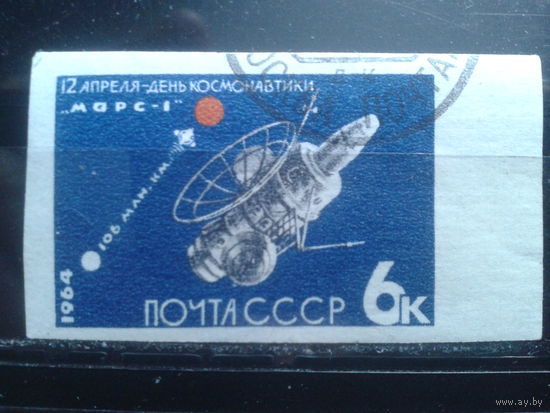 12 АПРЕЛЯ-ДЕНЬ КОСМОНАВТИКИ
„МАРС-1"
106 МЛН. КМ.
1964
ПОЧТА СССР 6К
www.ay.by